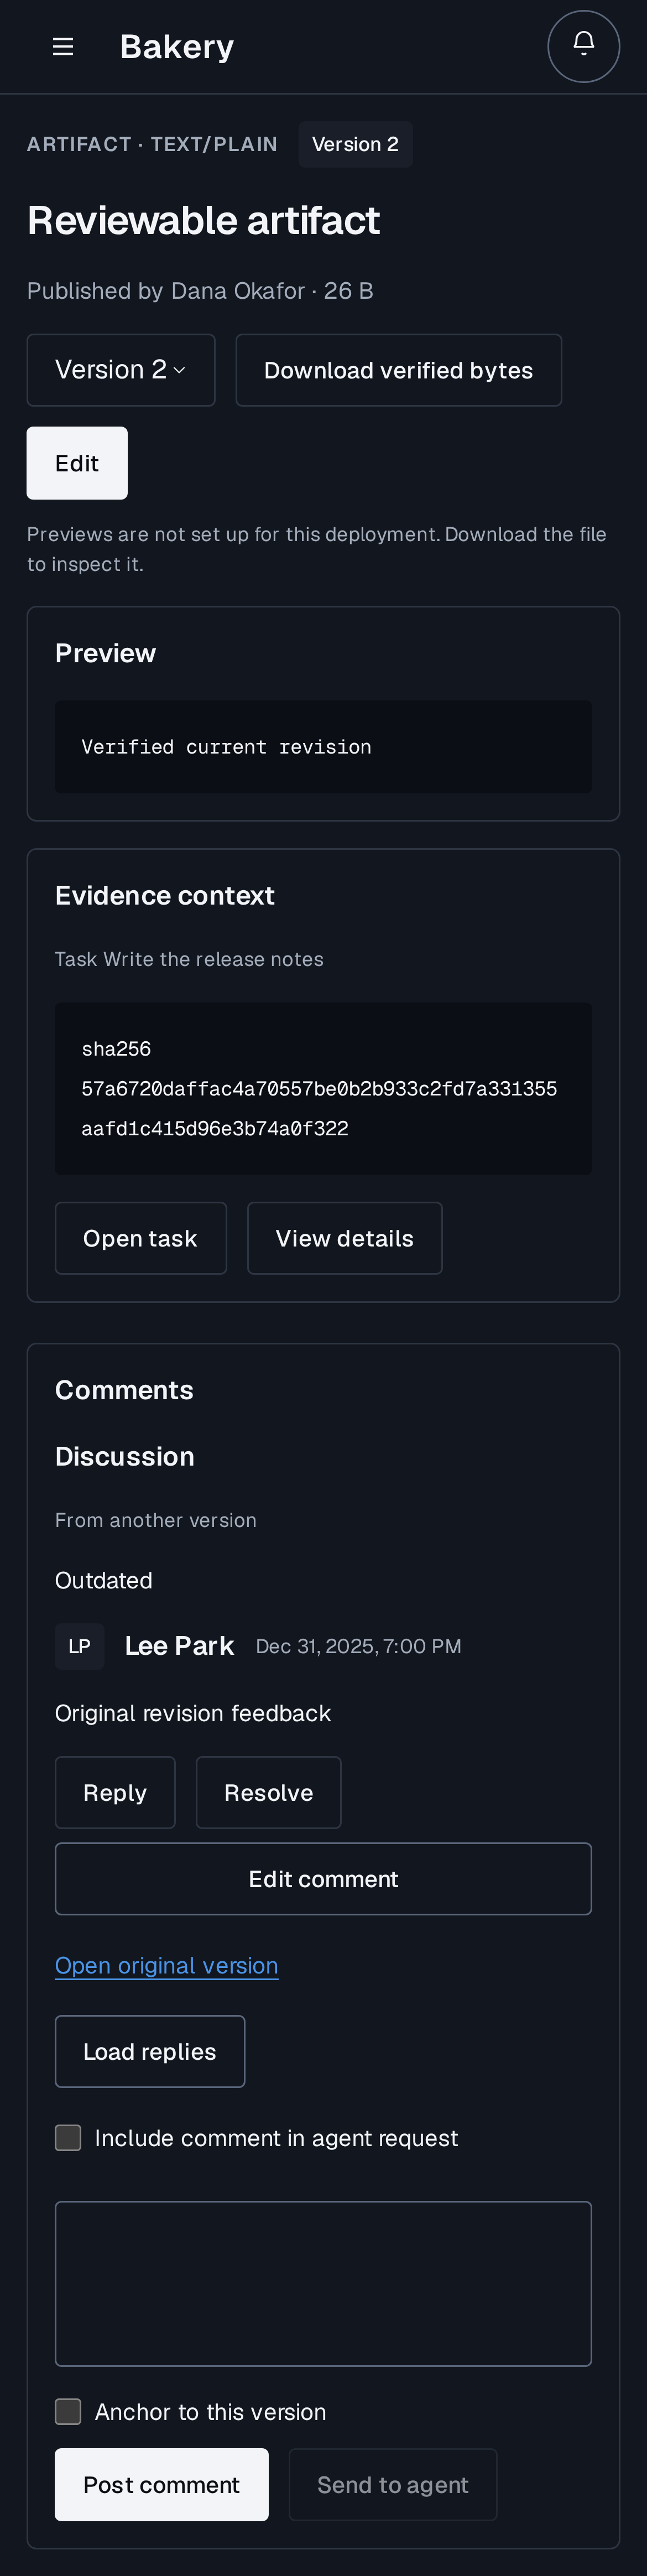 Bakery
ARTIFACT · TEXT/PLAIN Version 2
Reviewable artifact
Published by Dana Okafor · 26 B
Version 2 Download verified bytes
Edit
Previews are not set up for this deployment. Download the file
to inspect it.
Preview
Verified current revision
Evidence context
Task Write the release notes
sha256
57a6720daffac4a70557be0b2b933c2fd7a331355
aafd1c415d96e3b74a0f322
Open task View details
Comments
Discussion
From another version
Outdated
LP Lee Park Dec 31, 2025, 7:00 PM
Original revision feedback
Reply Resolve
Edit comment
Open original version
Load replies
Include comment in agent request
Anchor to this version
Post comment Send to agent